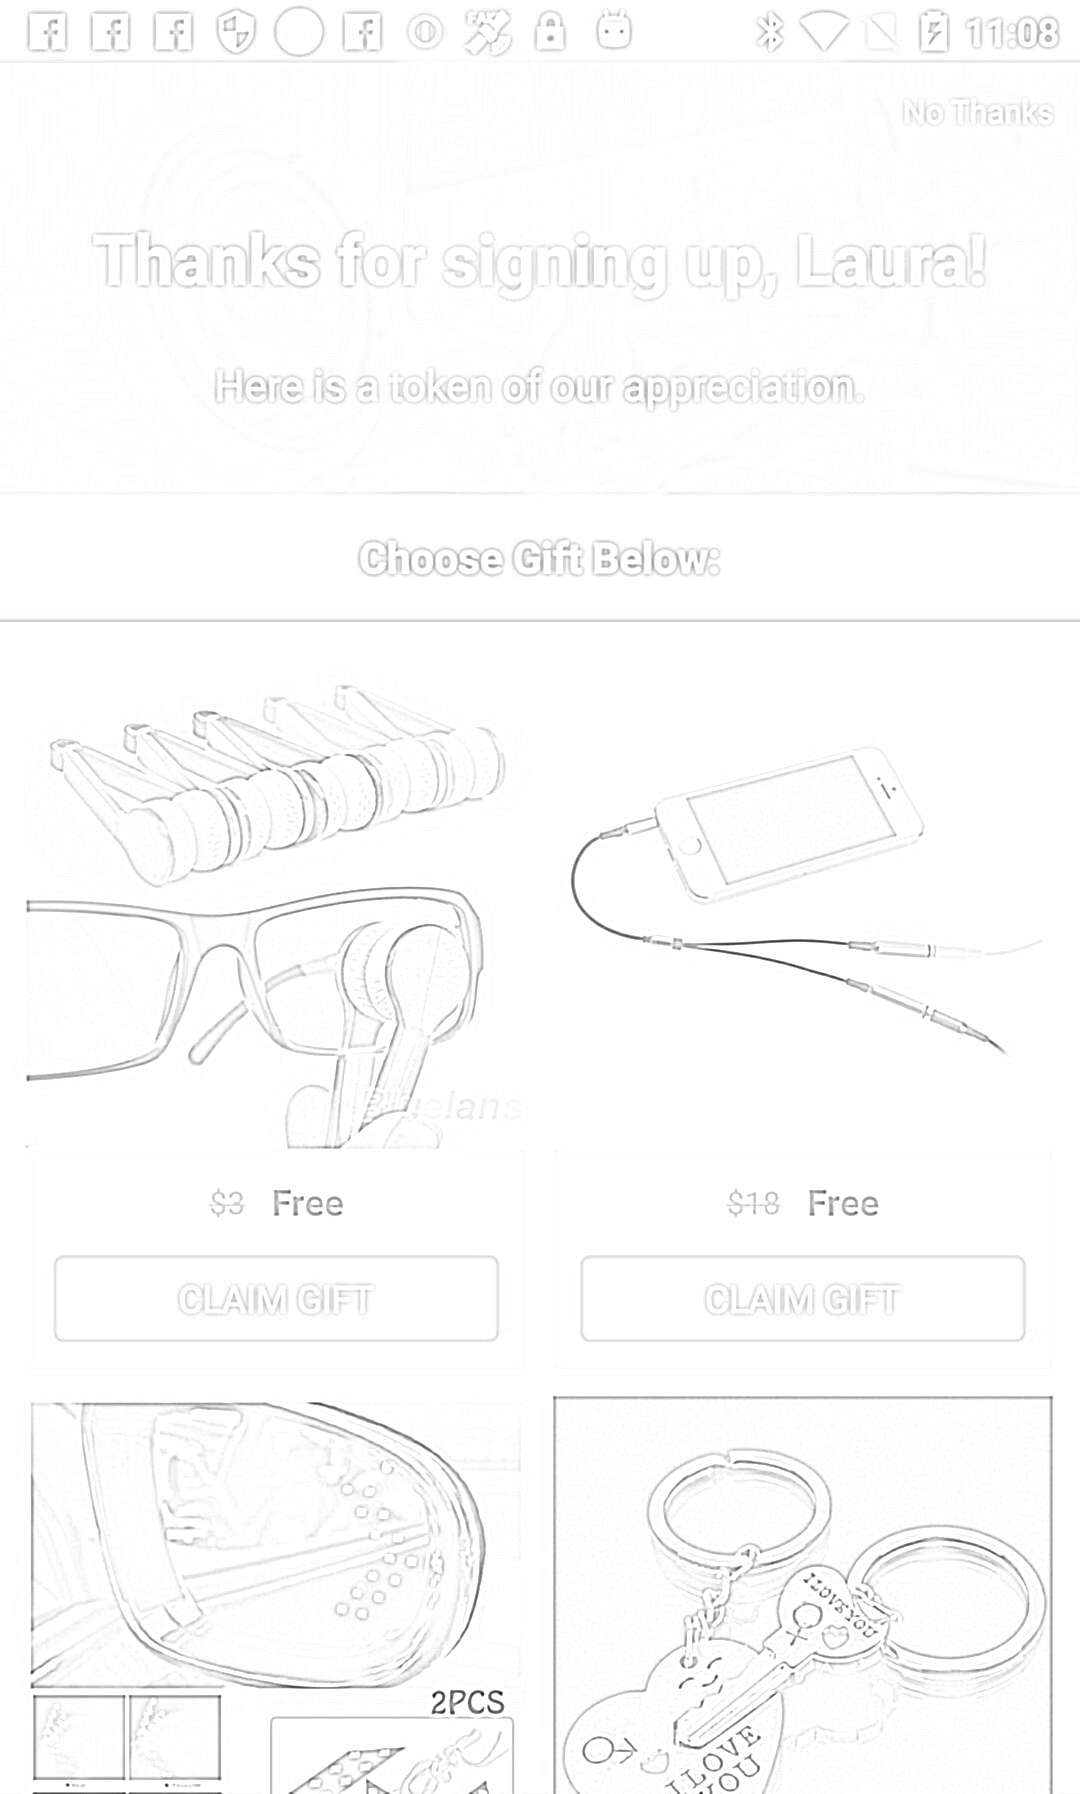 11:08
No Thanks
Thanks for signing up, Laura!
Here is a token of our appreciation.
Choose Gift Below:
$3 Free
$18 Free
CLAIM GIFT
CLAIM GIFT
I LOVE YOU
2PCS
I LOVE
YOU